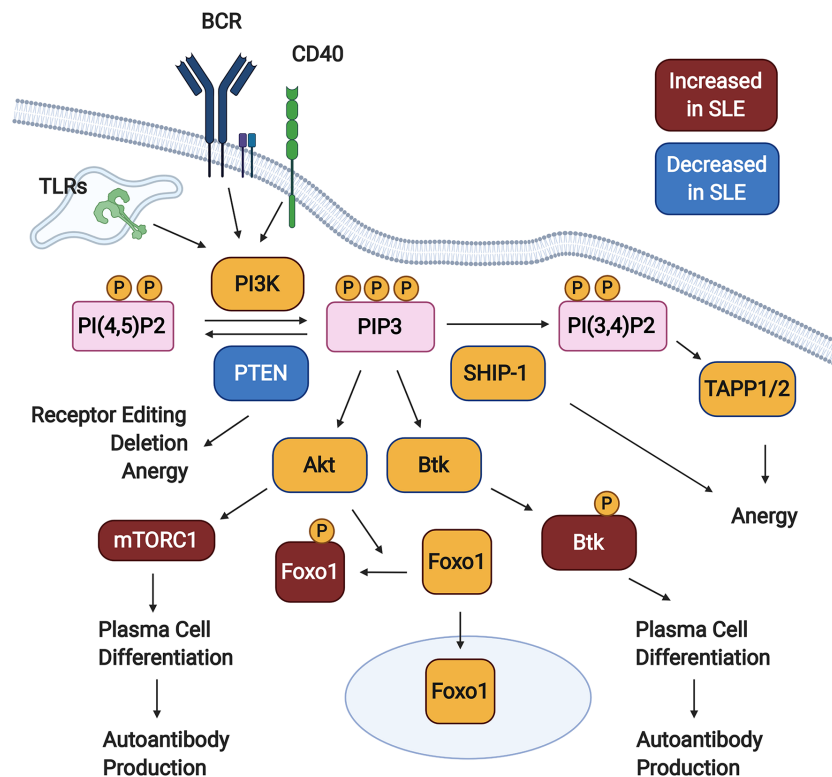 BCR
CD40
Increased
in SLE
Decreased
in SLE
TLRs
PI3K
P P
PI(4,5)P2
P P P
PIP3
P P
PI(3,4)P2
PTEN
SHIP-1
TAPP1/2
Receptor Editing
Deletion
Anergy
Akt
Btk
Anergy
mTORC1
P
Foxo1
Foxo1
P
Btk
Plasma Cell
Differentiation
Foxo1
Plasma Cell
Differentiation
Autoantibody
Production
Autoantibody
Production